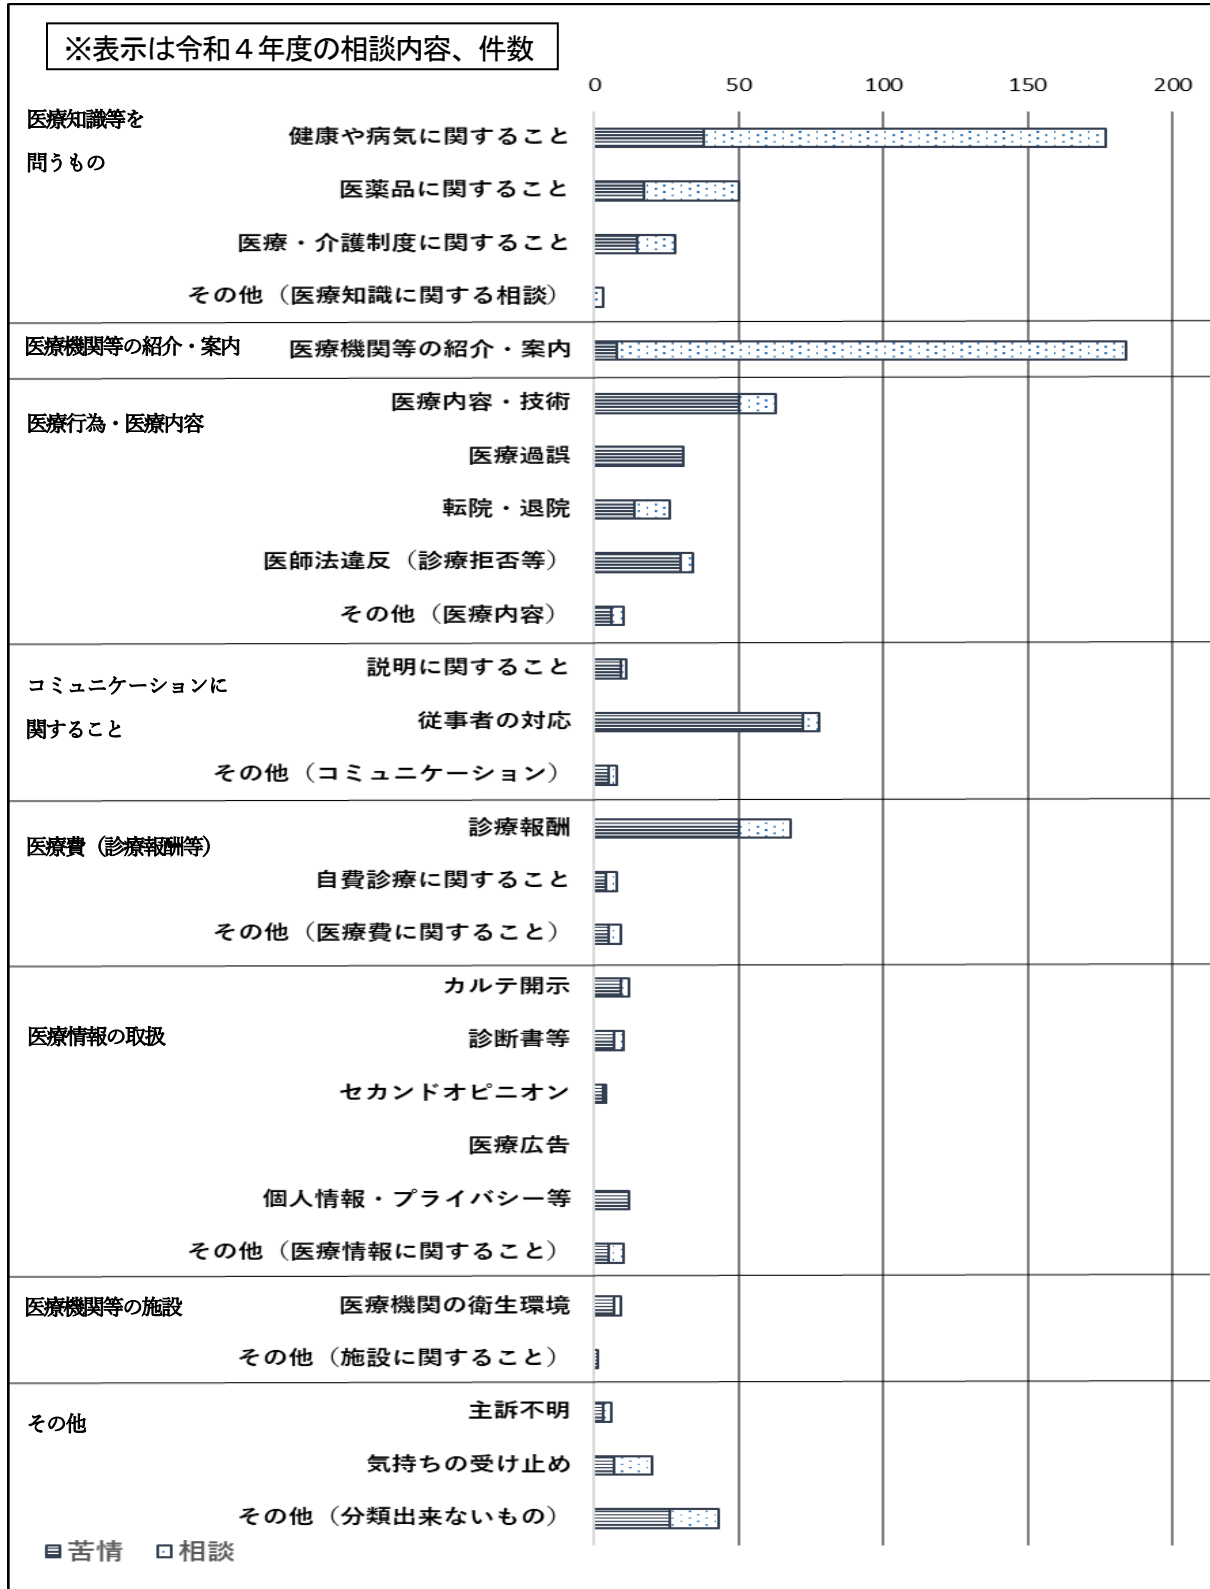 ※表示は令和４年度の相談内容、件数
0 50 100 150 200
医療知識等を
問うもの
健康や病気に関すること
医薬品に関すること
医療・介護制度に関すること
その他（医療知識に関する相談）
医療機関等の紹介・案内
医療機関等の紹介・案内
医療行為・医療内容
医療内容・技術
医療過誤
転院・退院
医師法違反（診療拒否等）
その他（医療内容）
コミュニケーションに
関すること
説明に関すること
従事者の対応
その他（コミュニケーション）
医療費（診療報酬等）
診療報酬
自費診療に関すること
その他（医療費に関すること）
医療情報の取扱
カルテ開示
診断書等
セカンドオピニオン
医療広告
個人情報・プライバシー等
その他（医療情報に関すること）
医療機関等の施設
医療機関の衛生環境
その他（施設に関すること）
その他
主訴不明
気持ちの受け止め
その他（分類出来ないもの）
苦情 相談